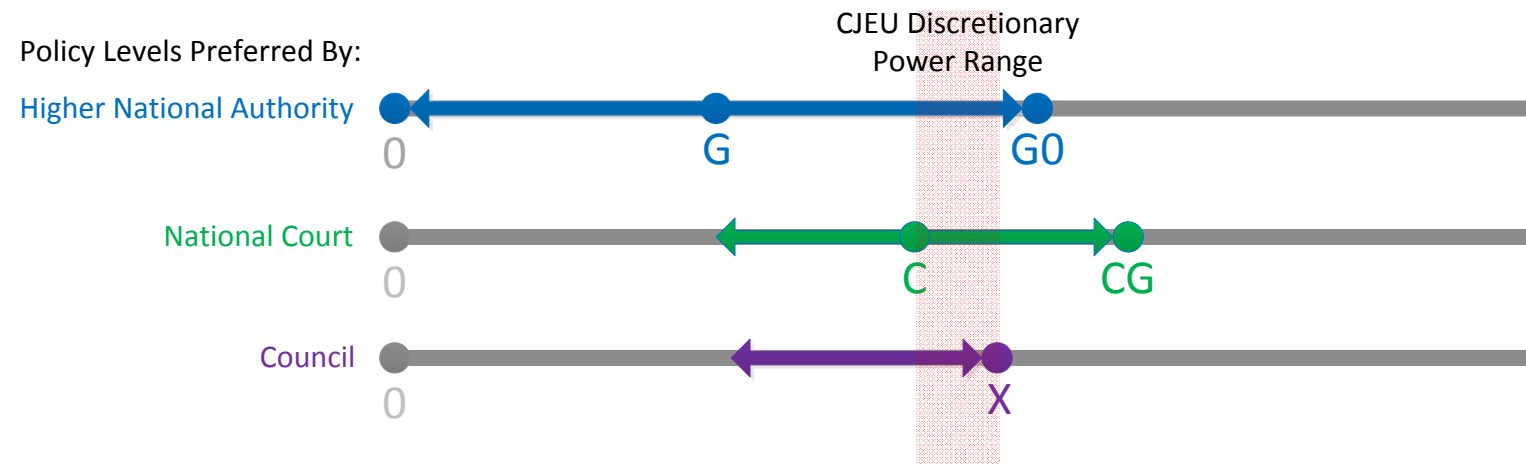 CJEU Discretionary
Power Range
Policy Levels Preferred By:
Higher National Authority
0
G
G0
National Court
0
C
CG
Council
0
X